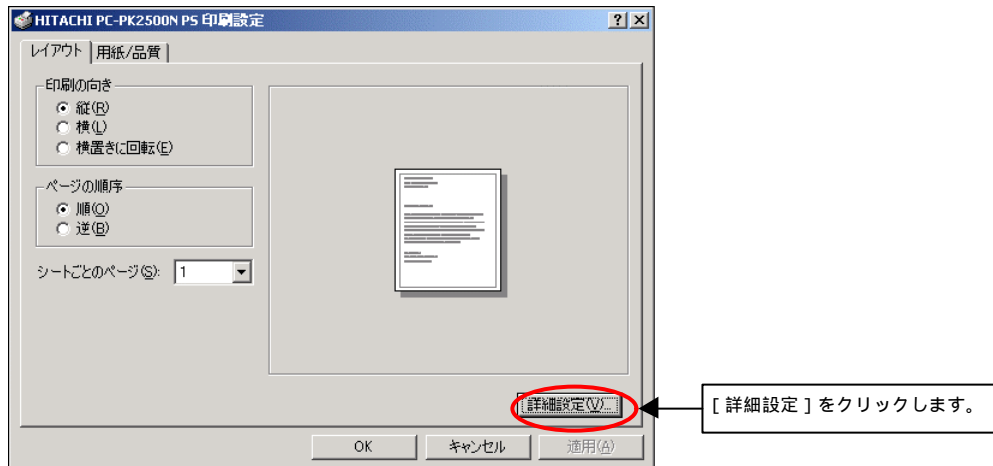 HITACHI PC-PK2500N PS 印刷設定
レイアウト 用紙/品質
印刷の向き
縦(R)
横(L)
横置きに回転(E)
ページの順序
順(O)
逆(B)
シートごとのページ(S): 1
詳細設定(V)...
[詳細設定]をクリックします。
OK キャンセル 適用(A)